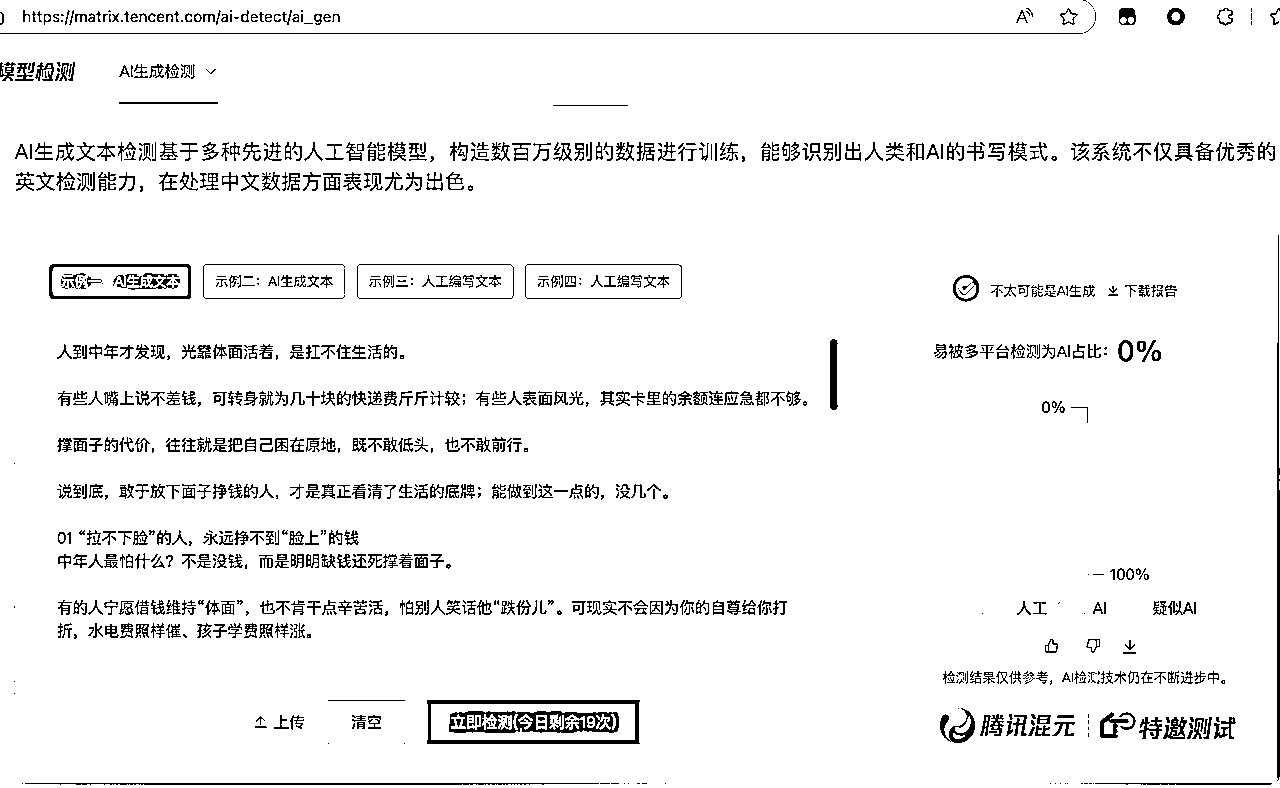 https://matrix.tencent.com/ai-detect/ai_gen
模型检测
AI生成检测
AI生成文本检测基于多种先进的人工智能模型，构造数百万级别的数据进行训练，能够识别出人类和AI的书写模式。该系统不仅具备优秀的
英文检测能力，在处理中文数据方面表现尤为出色。
示例一 AI生成文本
示例二：AI生成文本
示例三：人工编写文本
示例四：人工编写文本
人到中年才发现，光靠体面活着，是扛不住生活的。
有些人嘴上说不差钱，可转身就为几十块的快递费斤斤计较；有些人表面风光，其实卡里的余额连应急都不够。
撑面子的代价，往往就是把自己困在原地，既不敢低头，也不敢前行。
说到底，敢于放下面子挣钱的人，才是真正看清了生活的底牌；能做到这一点的，没几个。
01 “拉不下脸”的人，永远挣不到“脸上”的钱
中年人最怕什么？不是没钱，而是明明缺钱还死撑着面子。
有的人宁愿借钱维持“体面”，也不肯干点辛苦活，怕别人笑话他“跌份儿”。可现实不会因为你的自尊给你打
折，水电费照样催、孩子学费照样涨。
上传
清空
立即检测(今日剩余19次)
不太可能是AI生成
下载报告
易被多平台检测为AI占比：0%
0%
100%
人工
AI
疑似AI
检测结果仅供参考，AI检测技术仍在不断进步中。
腾讯混元
特邀测试